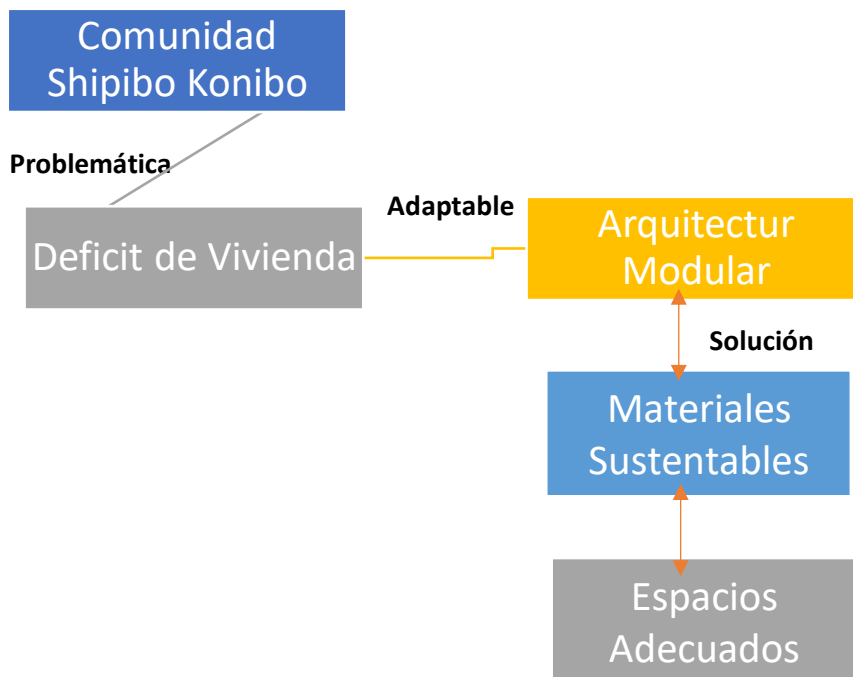 Comunidad
Shipibo Konibo
Problemática
Deficit de Vivienda
Adaptable
Arquitectur
Modular
Solución
Materiales
Sustentables
Espacios
Adecuados